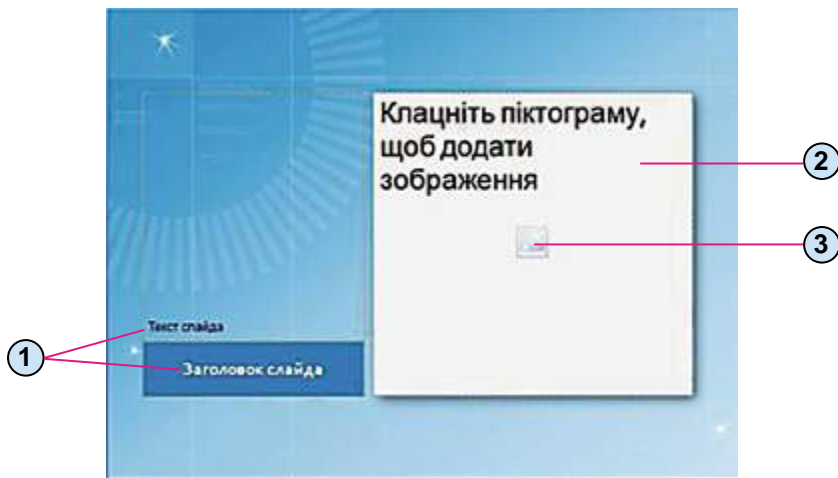 Клацніть піктограму,
щоб додати
зображення
2
3
Текст слайда
1
Заголовок слайда